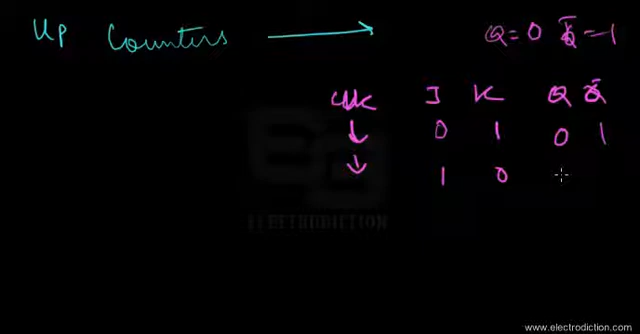 Up Counters → Q=0 Q̅=1
CLK J K Q Q̅
↓ 0 1 0 1
↓ 1 0
ELECTRODICTION
www.electrodiction.com